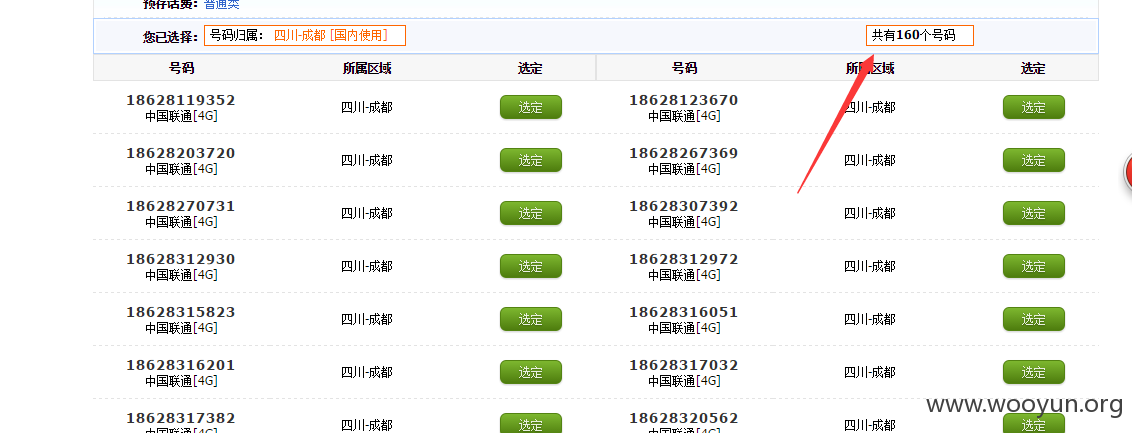 预存话费： 普通类
您已选择： 号码归属： 四川-成都 [国内使用] 共有160个号码
号码 所属区域 选定 号码 所属区域 选定
18628119352 四川-成都 选定 18628123670 四川-成都 选定
中国联通[4G] 中国联通[4G]
18628203720 四川-成都 选定 18628267369 四川-成都 选定
中国联通[4G] 中国联通[4G]
18628270731 四川-成都 选定 18628307392 四川-成都 选定
中国联通[4G] 中国联通[4G]
18628312930 四川-成都 选定 18628312972 四川-成都 选定
中国联通[4G] 中国联通[4G]
18628315823 四川-成都 选定 18628316051 四川-成都 选定
中国联通[4G] 中国联通[4G]
18628316201 四川-成都 选定 18628317032 四川-成都 选定
中国联通[4G] 中国联通[4G]
www.wooyun.org
18628317382 四川-成都 选定 18628320562 四川-成都 选定
中国联通[4G] 中国联通[4G]